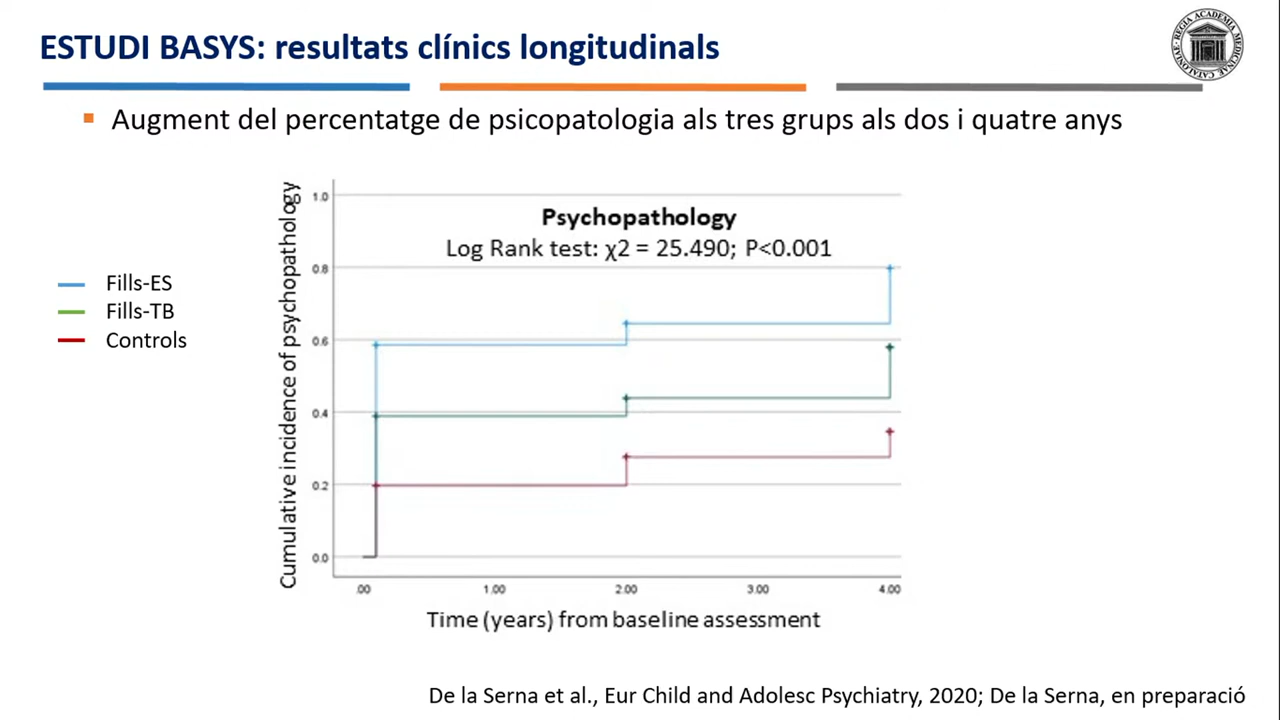 ESTUDI BASYS: resultats clínics longitudinals
REGIA ACADEMIA MEDICINAE CATALONIAE
Augment del percentatge de psicopatologia als tres grups als dos i quatre anys
Fills-ES
Fills-TB
Controls
Cumulative incidence of psychopathology
Psychopathology
Log Rank test: χ2 = 25.490; P<0.001
1.0
0.8
0.6
0.4
0.2
0.0
.00 1.00 2.00 3.00 4.00
Time (years) from baseline assessment
De la Serna et al., Eur Child and Adolesc Psychiatry, 2020; De la Serna, en preparació